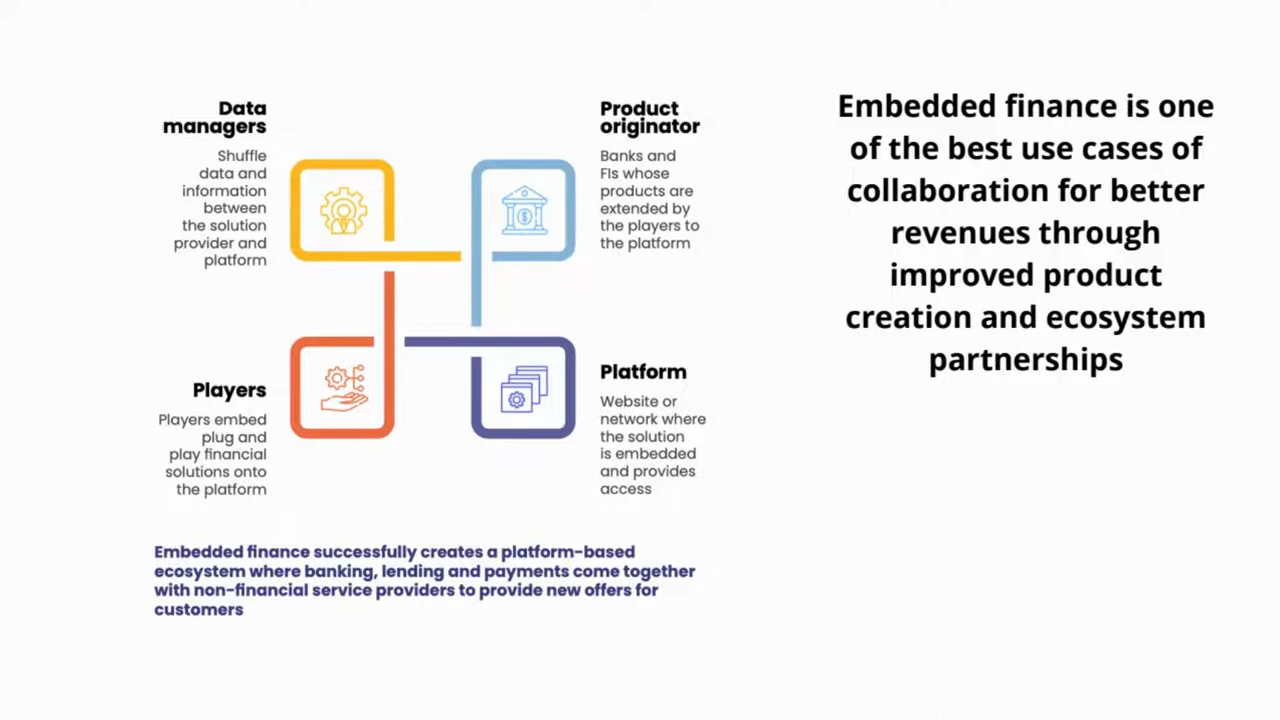 Data
managers
Shuffle
data and
information
between
the solution
provider and
platform
Product
originator
Banks and
FIs whose
products are
extended by
the players to
the platform
Players
Players embed
plug and
play financial
solutions onto
the platform
Platform
Website or
network where
the solution
is embedded
and provides
access
Embedded finance successfully creates a platform-based
ecosystem where banking, lending and payments come together
with non-financial service providers to provide new offers for
customers
Embedded finance is one
of the best use cases of
collaboration for better
revenues through
improved product
creation and ecosystem
partnerships